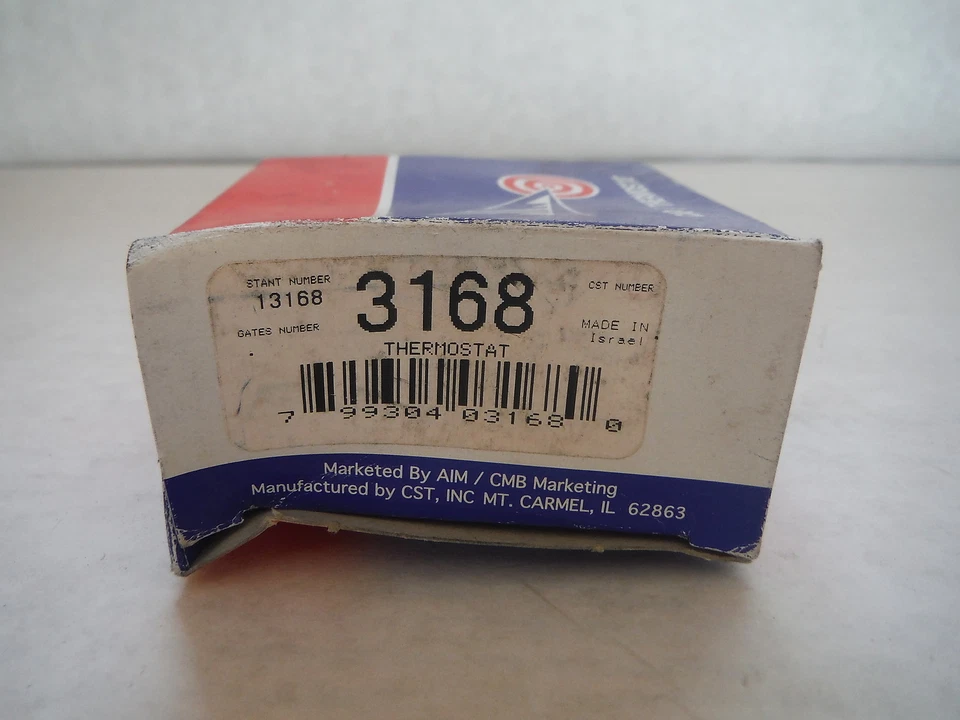 STANT NUMBER
13168
3168
CST NUMBER
GATES NUMBER
MADE IN
Israel
THERMOSTAT
7 99304 03168 0
Marketed By AIM / CMB Marketing
Manufactured by CST, INC MT. CARMEL, IL 62863